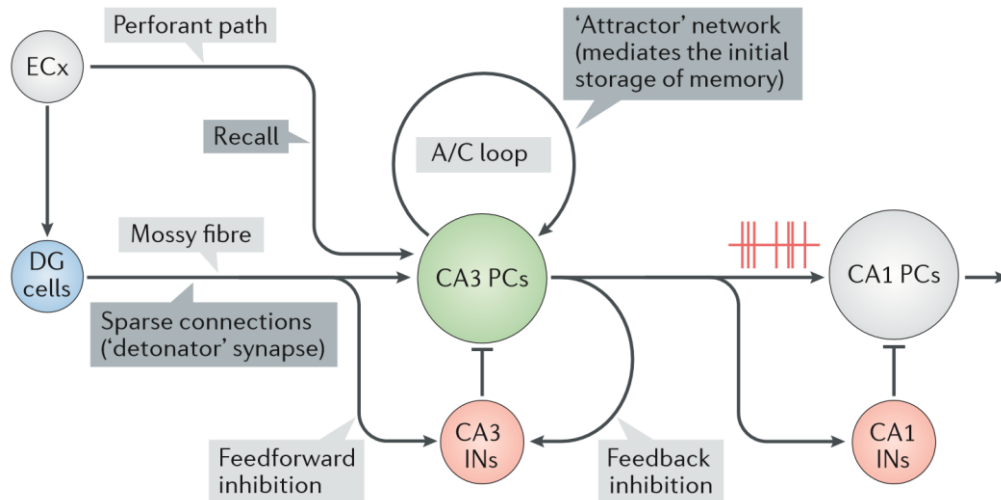 Perforant path
‘Attractor’ network
(mediates the initial
storage of memory)
ECx
Recall
A/C loop
Mossy fibre
DG
cells
CA3 PCs
CA1 PCs
Sparse connections
(‘detonator’ synapse)
CA3
INs
CA1
INs
Feedforward
inhibition
Feedback
inhibition